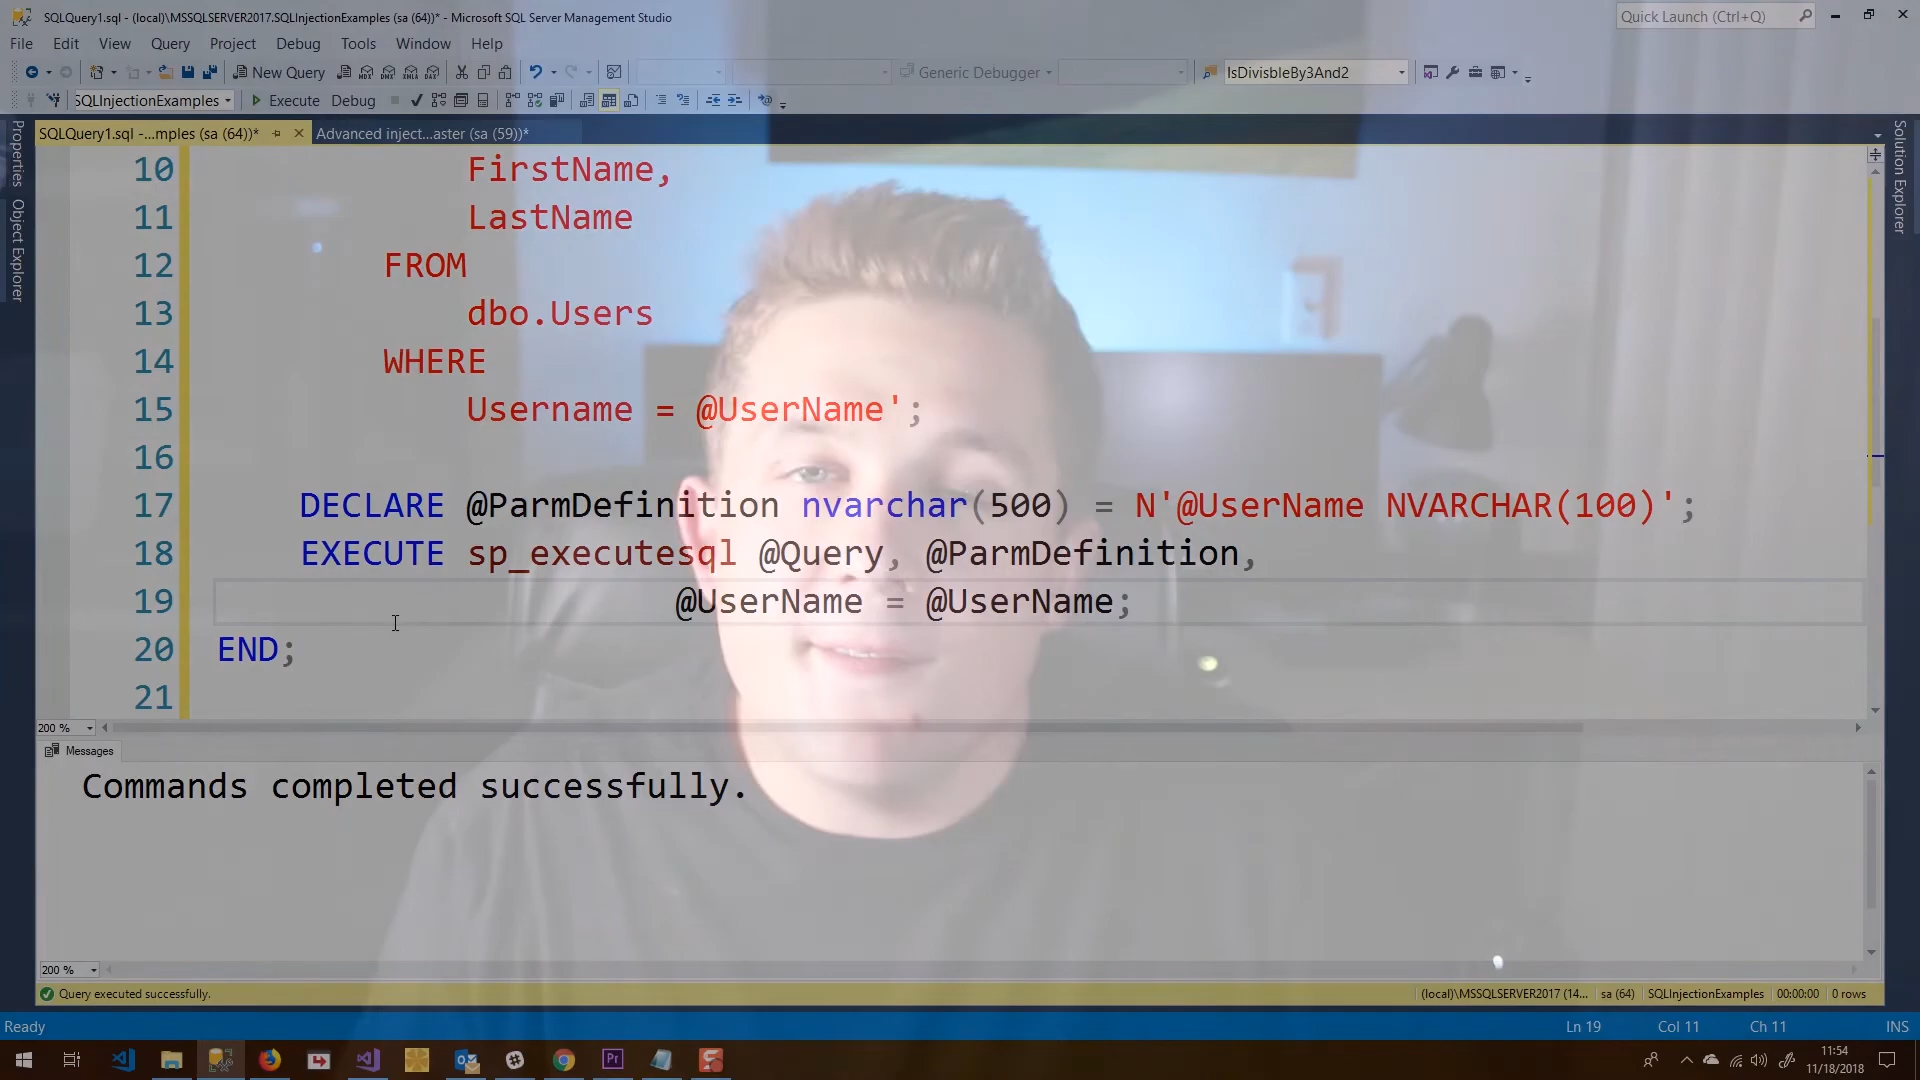 SQLQuery1.sql - (local)\MSSQLSERVER2017.SQLInjectionExamples (sa (64))* - Microsoft SQL Server Management Studio
Quick Launch (Ctrl+Q)
File Edit View Query Project Debug Tools Window Help
New Query
Generic Debugger
IsDivisbleBy3And2
SQLInjectionExamples
Execute Debug
SQLQuery1.sql -...mples (sa (64))*
Advanced inject...aster (sa (59))*
Properties
Object Explorer
Solution Explorer
10 FirstName,
11 LastName
12 FROM
13 dbo.Users
14 WHERE
15 Username = @UserName';
16
17 DECLARE @ParmDefinition nvarchar(500) = N'@UserName NVARCHAR(100)';
18 EXECUTE sp_executesql @Query, @ParmDefinition,
19 @UserName = @UserName;
20 END;
21
200 %
Messages
Commands completed successfully.
200 %
Query executed successfully.
(local)\MSSQLSERVER2017 (14... sa (64) SQLInjectionExamples 00:00:00 0 rows
Ready
Ln 19 Col 11 Ch 11 INS
Pr
11:54
11/18/2018